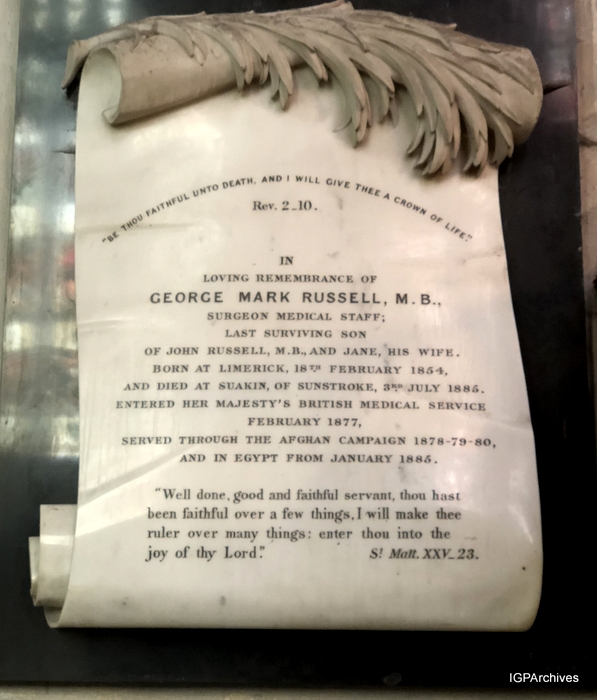 "BE THOU FAITHFUL UNTO DEATH, AND I WILL GIVE THEE A CROWN OF LIFE."
Rev. 2_10.
IN
LOVING REMEMBRANCE OF
GEORGE MARK RUSSELL, M.B.,
SURGEON MEDICAL STAFF;
LAST SURVIVING SON
OF JOHN RUSSELL, M.B., AND JANE, HIS WIFE.
BORN AT LIMERICK, 18TH FEBRUARY 1854,
AND DIED AT SUAKIN, OF SUNSTROKE, 3RD JULY 1885.
ENTERED HER MAJESTY'S BRITISH MEDICAL SERVICE
FEBRUARY 1877,
SERVED THROUGH THE AFGHAN CAMPAIGN 1878-79-80,
AND IN EGYPT FROM JANUARY 1885.
"Well done, good and faithful servant, thou hast
been faithful over a few things, I will make thee
ruler over many things: enter thou into the
joy of thy Lord." St Matt. XXV_23.
IGPArchives